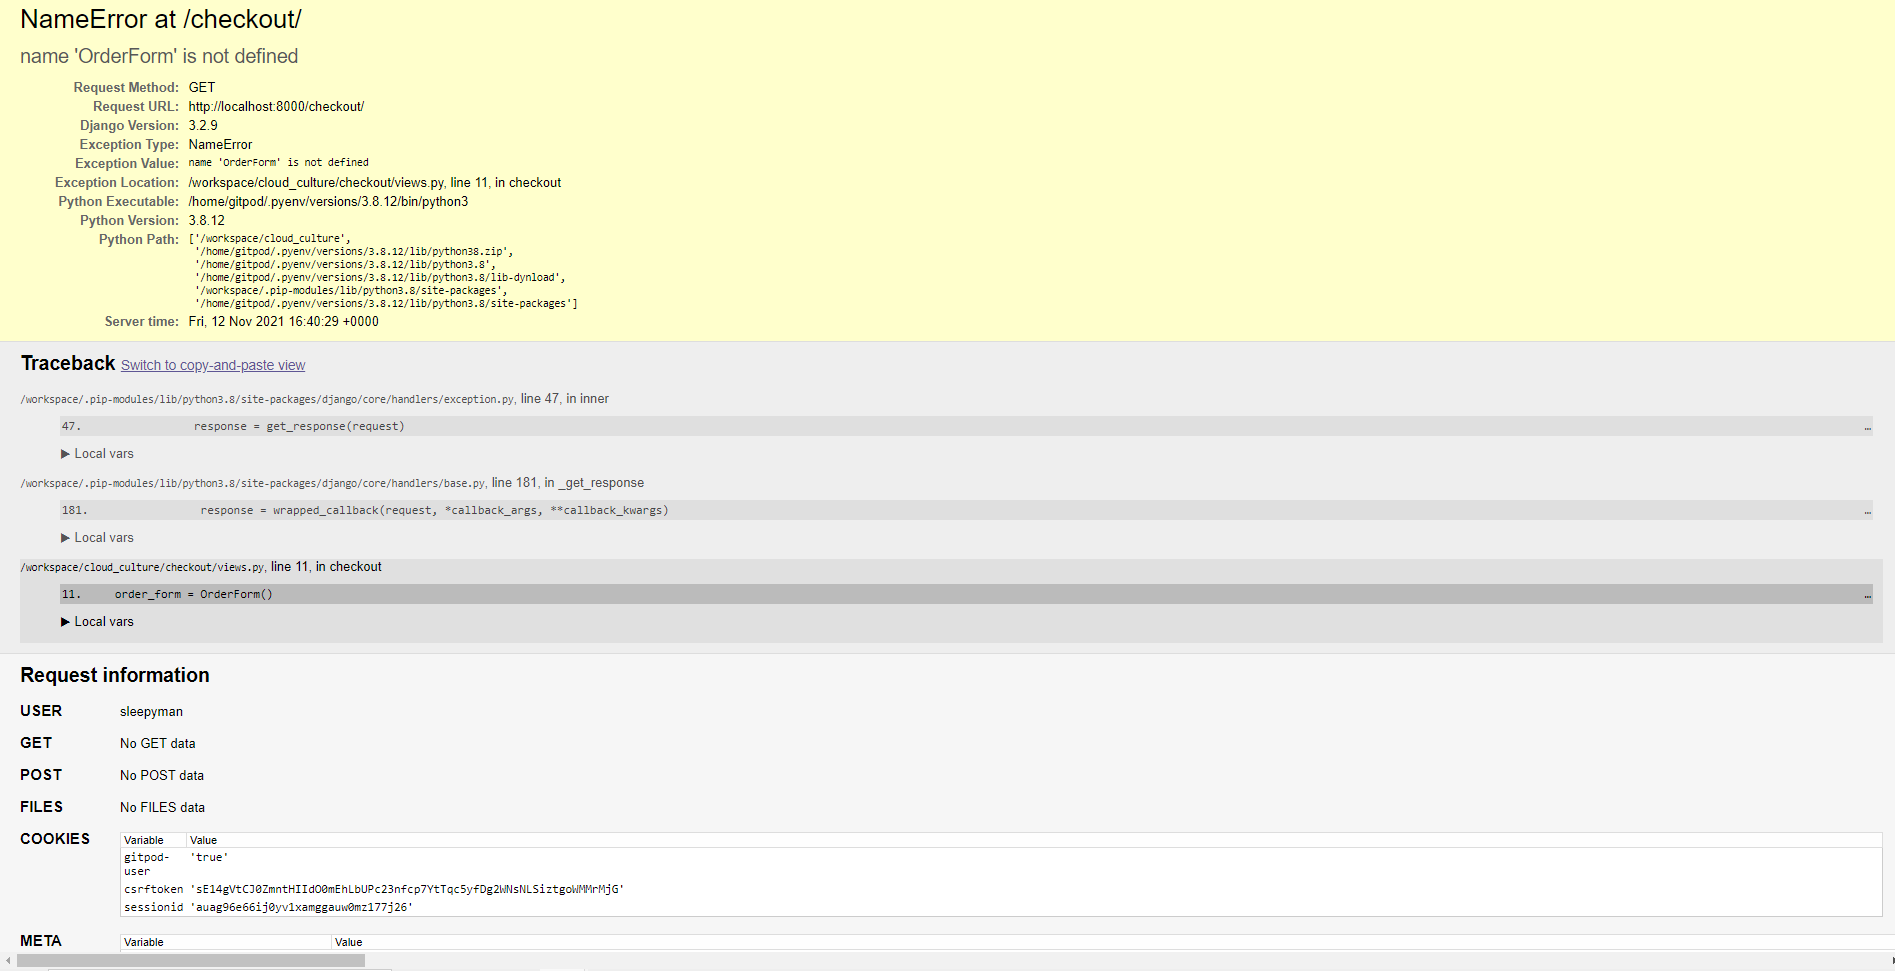 NameError at /checkout/
name 'OrderForm' is not defined
Request Method: GET
Request URL: http://localhost:8000/checkout/
Django Version: 3.2.9
Exception Type: NameError
Exception Value: name 'OrderForm' is not defined
Exception Location: /workspace/cloud_culture/checkout/views.py, line 11, in checkout
Python Executable: /home/gitpod/.pyenv/versions/3.8.12/bin/python3
Python Version: 3.8.12
Python Path: ['/workspace/cloud_culture',
'/home/gitpod/.pyenv/versions/3.8.12/lib/python38.zip',
'/home/gitpod/.pyenv/versions/3.8.12/lib/python3.8',
'/home/gitpod/.pyenv/versions/3.8.12/lib/python3.8/lib-dynload',
'/workspace/.pip-modules/lib/python3.8/site-packages',
'/home/gitpod/.pyenv/versions/3.8.12/lib/python3.8/site-packages']
Server time: Fri, 12 Nov 2021 16:40:29 +0000
Traceback Switch to copy-and-paste view
/workspace/.pip-modules/lib/python3.8/site-packages/django/core/handlers/exception.py, line 47, in inner
47. response = get_response(request) …
▶ Local vars
/workspace/.pip-modules/lib/python3.8/site-packages/django/core/handlers/base.py, line 181, in _get_response
181. response = wrapped_callback(request, *callback_args, **callback_kwargs) …
▶ Local vars
/workspace/cloud_culture/checkout/views.py, line 11, in checkout
11. order_form = OrderForm() …
▶ Local vars
Request information
USER sleepyman
GET No GET data
POST No POST data
FILES No FILES data
COOKIES Variable Value
gitpod- 'true'
user
csrftoken 'sE14gVtCJ0ZmntHIIdO0mEhLbUPc23nfcp7YtTqc5yfDg2WNsNLSiztgoWMMrMjG'
sessionid 'auag96e66ij0yv1xamggauw0mz177j26'
META Variable Value